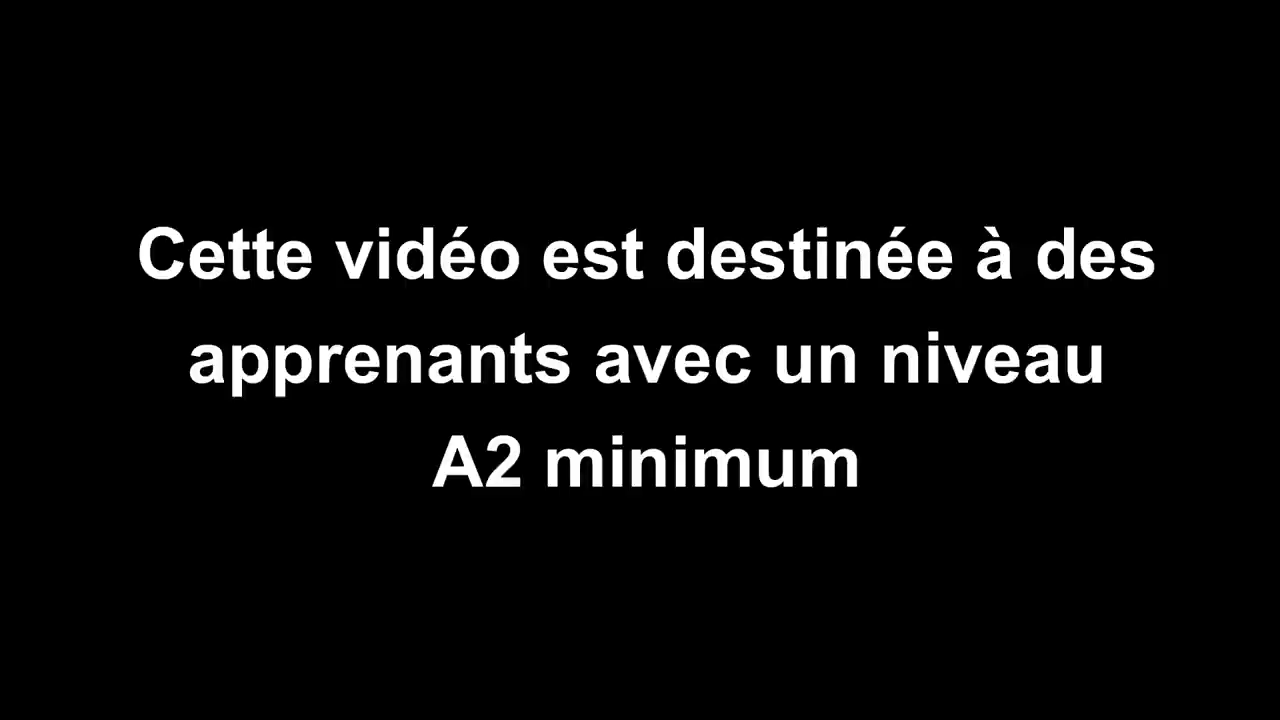 Cette vidéo est destinée à des
apprenants avec un niveau
A2 minimum